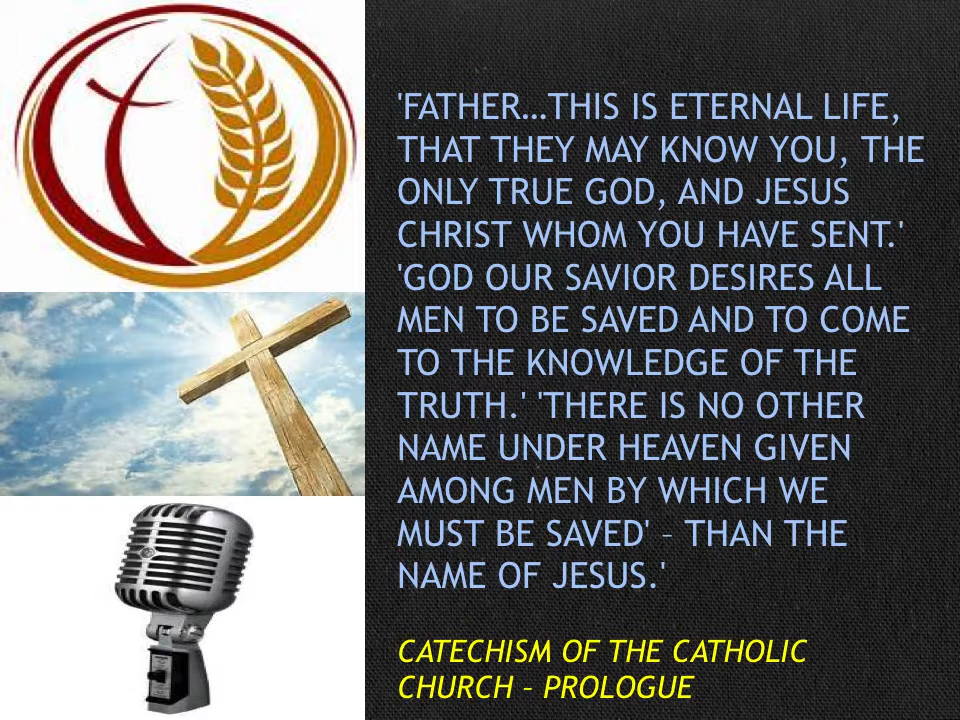 'FATHER…THIS IS ETERNAL LIFE,
THAT THEY MAY KNOW YOU, THE
ONLY TRUE GOD, AND JESUS
CHRIST WHOM YOU HAVE SENT.'
'GOD OUR SAVIOR DESIRES ALL
MEN TO BE SAVED AND TO COME
TO THE KNOWLEDGE OF THE
TRUTH.' 'THERE IS NO OTHER
NAME UNDER HEAVEN GIVEN
AMONG MEN BY WHICH WE
MUST BE SAVED' – THAN THE
NAME OF JESUS.'
CATECHISM OF THE CATHOLIC
CHURCH – PROLOGUE